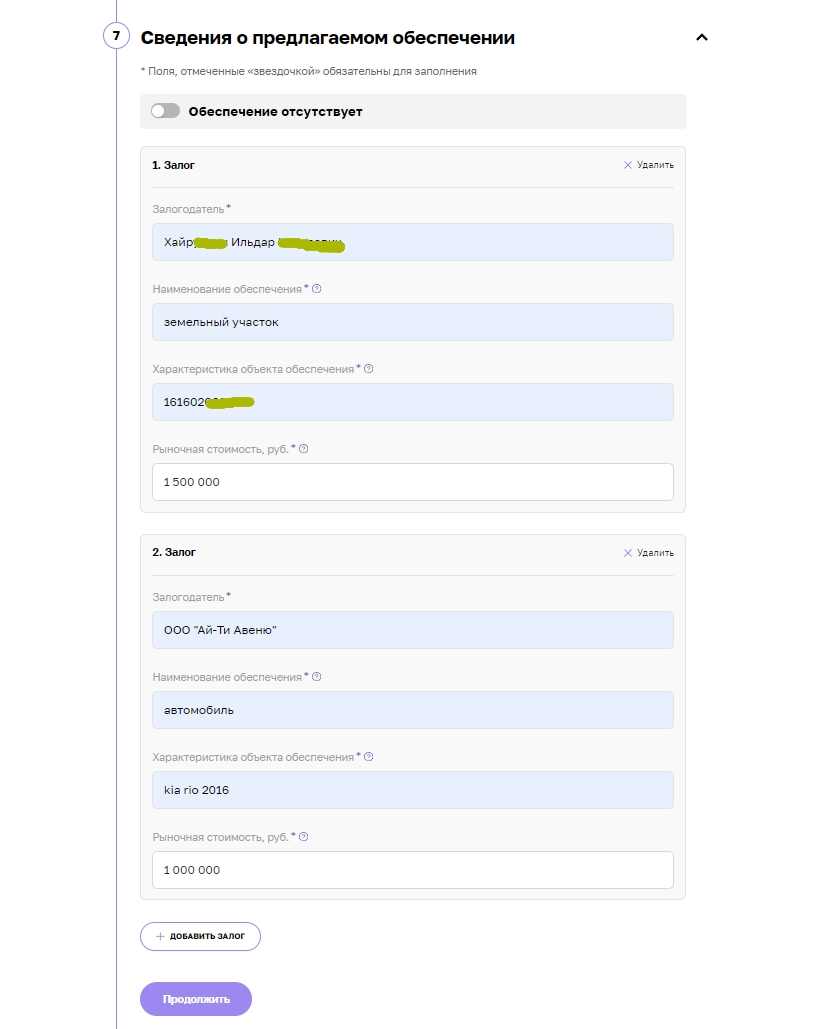 7
Сведения о предлагаемом обеспечении
* Поля, отмеченные «звездочкой» обязательны для заполнения
Обеспечение отсутствует
1. Залог
Удалить
Залогодатель *
Ильдар
Наименование обеспечения * ?
земельный участок
Характеристика объекта обеспечения * ?
Рыночная стоимость, руб. * ?
1 500 000
2. Залог
Удалить
Залогодатель *
ООО "Ай-Ти Авеню"
Наименование обеспечения * ?
автомобиль
Характеристика объекта обеспечения * ?
kia rio 2016
Рыночная стоимость, руб. * ?
1 000 000
+ ДОБАВИТЬ ЗАЛОГ
Продолжить